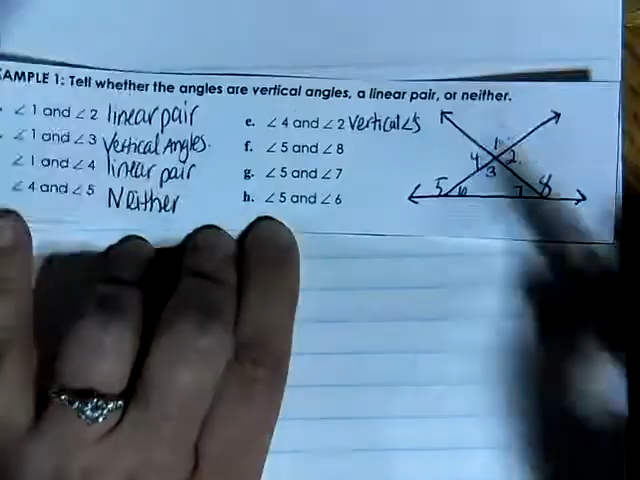 AMPLE 1: Tell whether the angles are vertical angles, a linear pair, or neither.
∠1 and ∠2 linear pair
∠1 and ∠3 Vertical Angles.
∠1 and ∠4 linear pair
∠4 and ∠5 Neither
e. ∠4 and ∠2 Vertical ∠s
f. ∠5 and ∠8
g. ∠5 and ∠7
h. ∠5 and ∠6
1
4 2
3
5 6 7 8